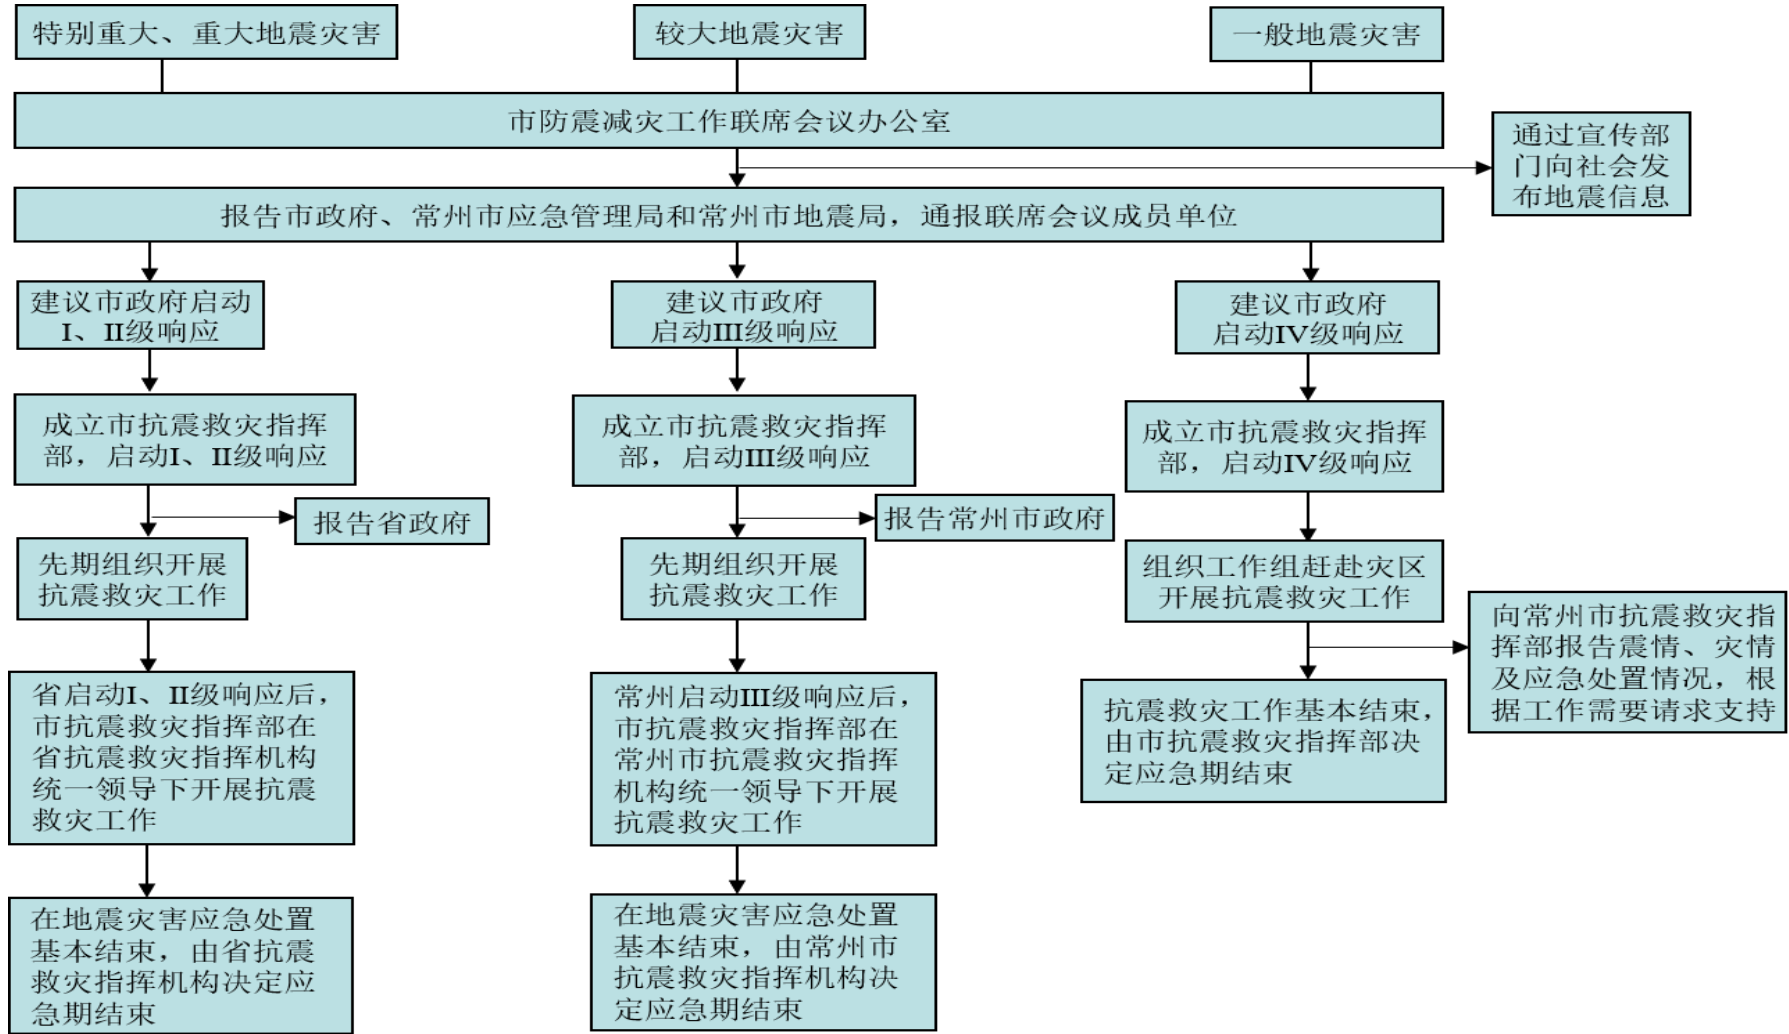 特别重大、重大地震灾害
较大地震灾害
一般地震灾害
市防震减灾工作联席会议办公室
通过宣传部
门向社会发
布地震信息
报告市政府、常州市应急管理局和常州市地震局，通报联席会议成员单位
建议市政府启动
I、II级响应
建议市政府
启动III级响应
建议市政府
启动IV级响应
成立市抗震救灾指挥
部，启动I、II级响应
成立市抗震救灾指挥
部，启动III级响应
成立市抗震救灾指挥
部，启动IV级响应
报告省政府
报告常州市政府
先期组织开展
抗震救灾工作
先期组织开展
抗震救灾工作
组织工作组赶赴灾区
开展抗震救灾工作
向常州市抗震救灾指
挥部报告震情、灾情
及应急处置情况，根
据工作需要请求支持
省启动I、II级响应后，
市抗震救灾指挥部在
省抗震救灾指挥机构
统一领导下开展抗震
救灾工作
常州启动III级响应后，
市抗震救灾指挥部在
常州市抗震救灾指挥
机构统一领导下开展
抗震救灾工作
抗震救灾工作基本结束，
由市抗震救灾指挥部决
定应急期结束
在地震灾害应急处置
基本结束，由省抗震
救灾指挥机构决定应
急期结束
在地震灾害应急处置
基本结束，由常州市
抗震救灾指挥机构决
定应急期结束